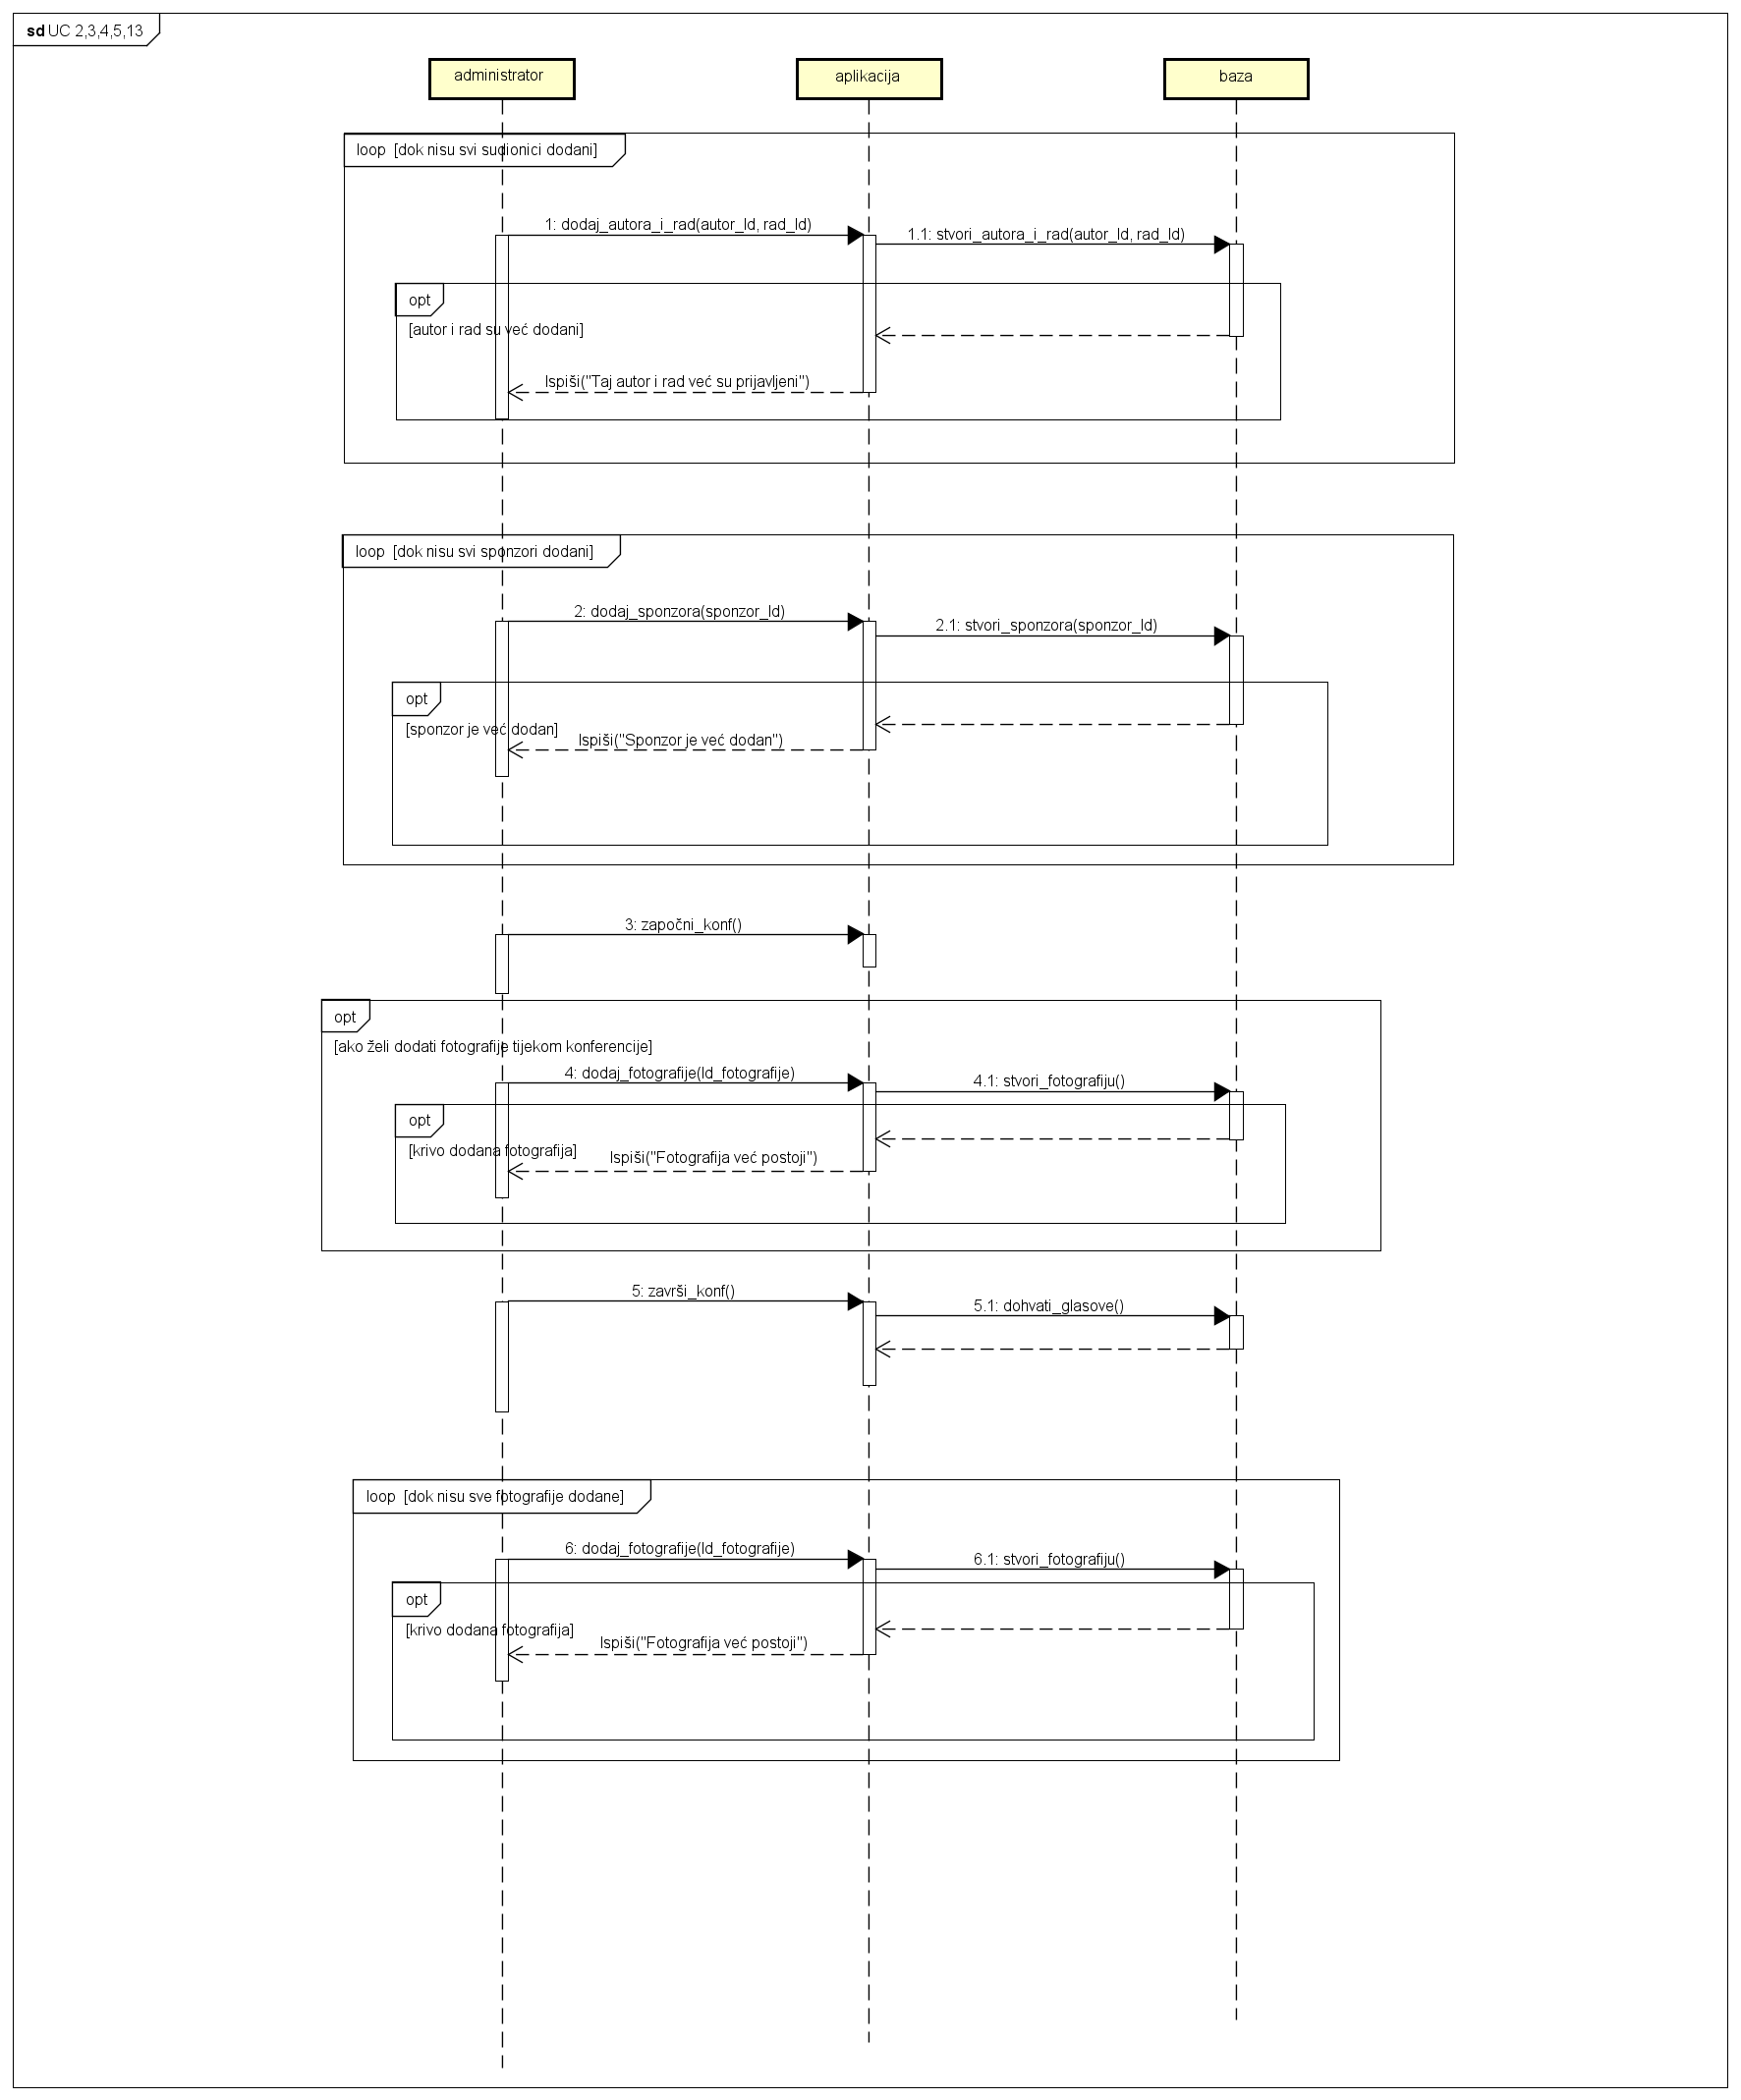 sd UC 2,3,4,5,13
administrator
aplikacija
baza
loop [dok nisu svi sudionici dodani]
1: dodaj_autora_i_rad(autor_Id, rad_Id)
1.1: stvori_autora_i_rad(autor_Id, rad_Id)
opt
[autor i rad su već dodani]
Ispiši("Taj autor i rad već su prijavljeni")
loop [dok nisu svi sponzori dodani]
2: dodaj_sponzora(sponzor_Id)
2.1: stvori_sponzora(sponzor_Id)
opt
[sponzor je već dodan]
Ispiši("Sponzor je već dodan")
3: započni_konf()
opt
[ako želi dodati fotografije tijekom konferencije]
4: dodaj_fotografije(Id_fotografije)
4.1: stvori_fotografiju()
opt
[krivo dodana fotografija]
Ispiši("Fotografija već postoji")
5: završi_konf()
5.1: dohvati_glasove()
loop [dok nisu sve fotografije dodane]
6: dodaj_fotografije(Id_fotografije)
6.1: stvori_fotografiju()
opt
[krivo dodana fotografija]
Ispiši("Fotografija već postoji")